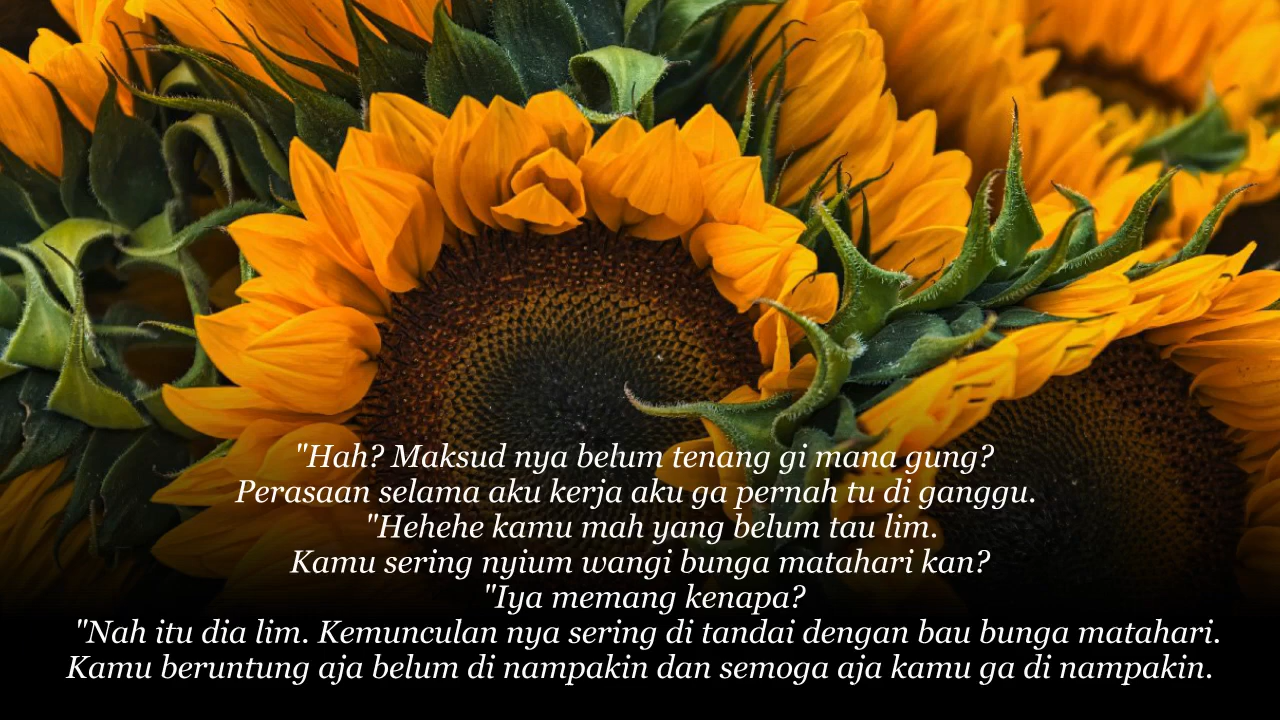 "Hah? Maksud nya belum tenang gi mana gung?
Perasaan selama aku kerja aku ga pernah tu di ganggu.
"Hehehe kamu mah yang belum tau lim.
Kamu sering nyium wangi bunga matahari kan?
"Iya memang kenapa?
"Nah itu dia lim. Kemunculan nya sering di tandai dengan bau bunga matahari.
Kamu beruntung aja belum di nampakin dan semoga aja kamu ga di nampakin.